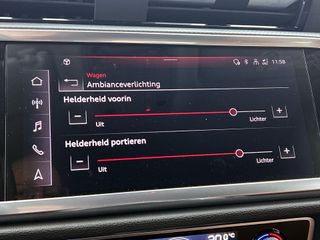 11:58
Wagen
Ambianceverlichting
Helderheid voorin
− +
Uit Lichter
Helderheid portieren
− +
Uit Lichter